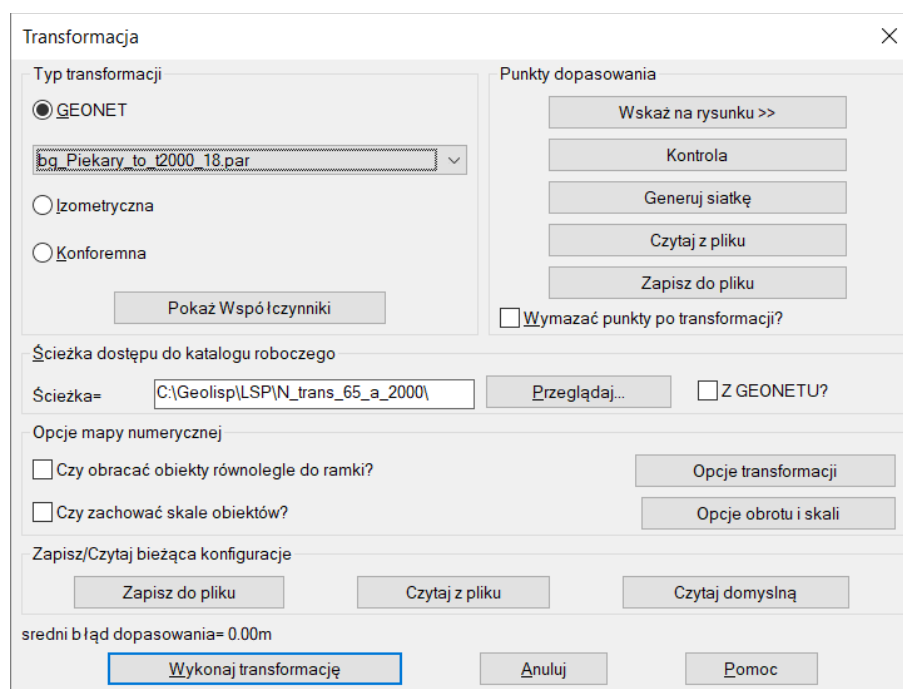 Transformacja
Typ transformacji
GEONET
bg_Piekary_to_t2000_18.par
Izometryczna
Konforemna
Pokaż Współczynniki
Punkty dopasowania
Wskaż na rysunku >>
Kontrola
Generuj siatkę
Czytaj z pliku
Zapisz do pliku
Wymazać punkty po transformacji?
Ścieżka dostępu do katalogu roboczego
Ścieżka= C:\Geolisp\LSP\N_trans_65_a_2000\ Przeglądaj... Z GEONETU?
Opcje mapy numerycznej
Czy obracać obiekty równolegle do ramki? Opcje transformacji
Czy zachować skale obiektów? Opcje obrotu i skali
Zapisz/Czytaj bieżąca konfiguracje
Zapisz do pliku Czytaj z pliku Czytaj domyslną
sredni błąd dopasowania= 0.00m
Wykonaj transformację Anuluj Pomoc